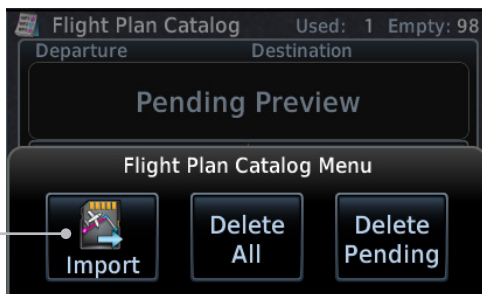 Flight Plan Catalog Used: 1 Empty: 98
Departure Destination
Pending Preview
Flight Plan Catalog Menu
Import
Delete All
Delete Pending